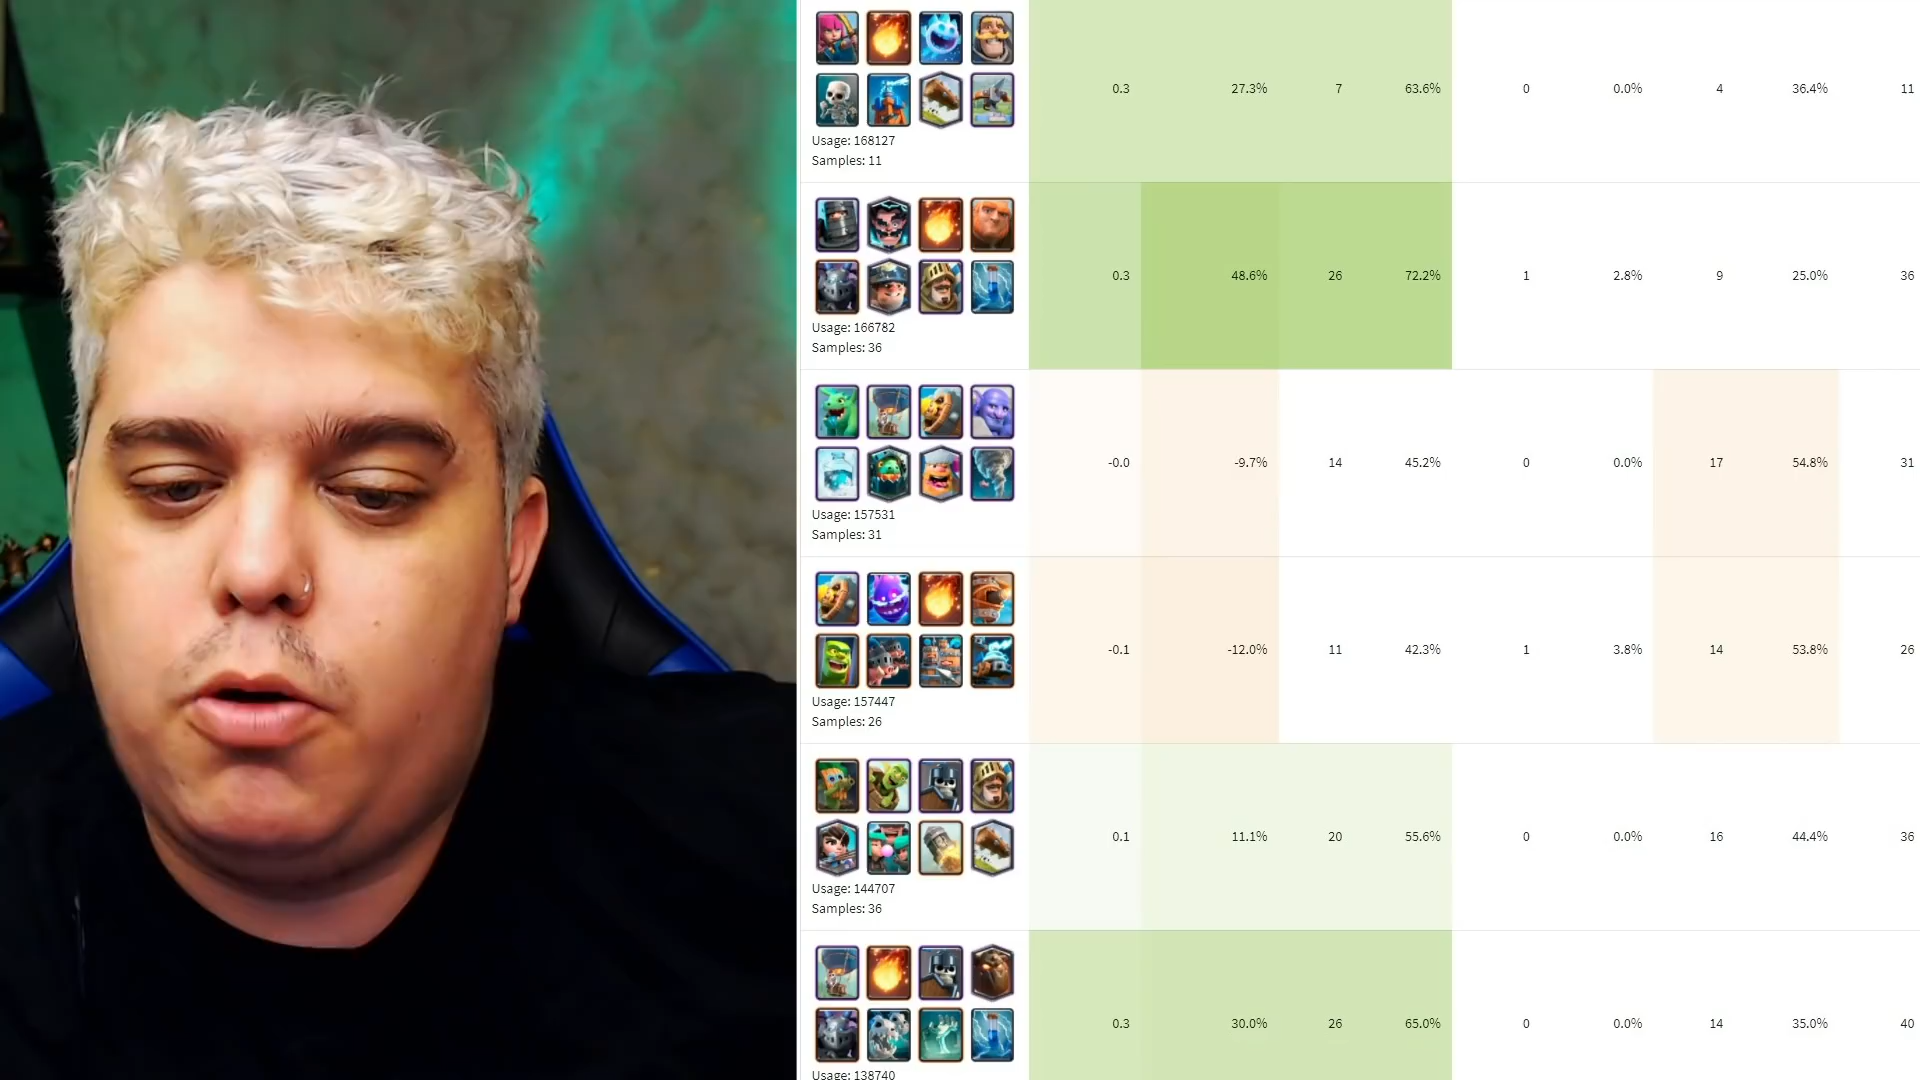 0.3 27.3% 7 63.6% 0 0.0% 4 36.4% 11
Usage: 168127
Samples: 11
0.3 48.6% 26 72.2% 1 2.8% 9 25.0% 36
Usage: 166782
Samples: 36
-0.0 -9.7% 14 45.2% 0 0.0% 17 54.8% 31
Usage: 157531
Samples: 31
-0.1 -12.0% 11 42.3% 1 3.8% 14 53.8% 26
Usage: 157447
Samples: 26
0.1 11.1% 20 55.6% 0 0.0% 16 44.4% 36
Usage: 144707
Samples: 36
0.3 30.0% 26 65.0% 0 0.0% 14 35.0% 40
Usage: 138740